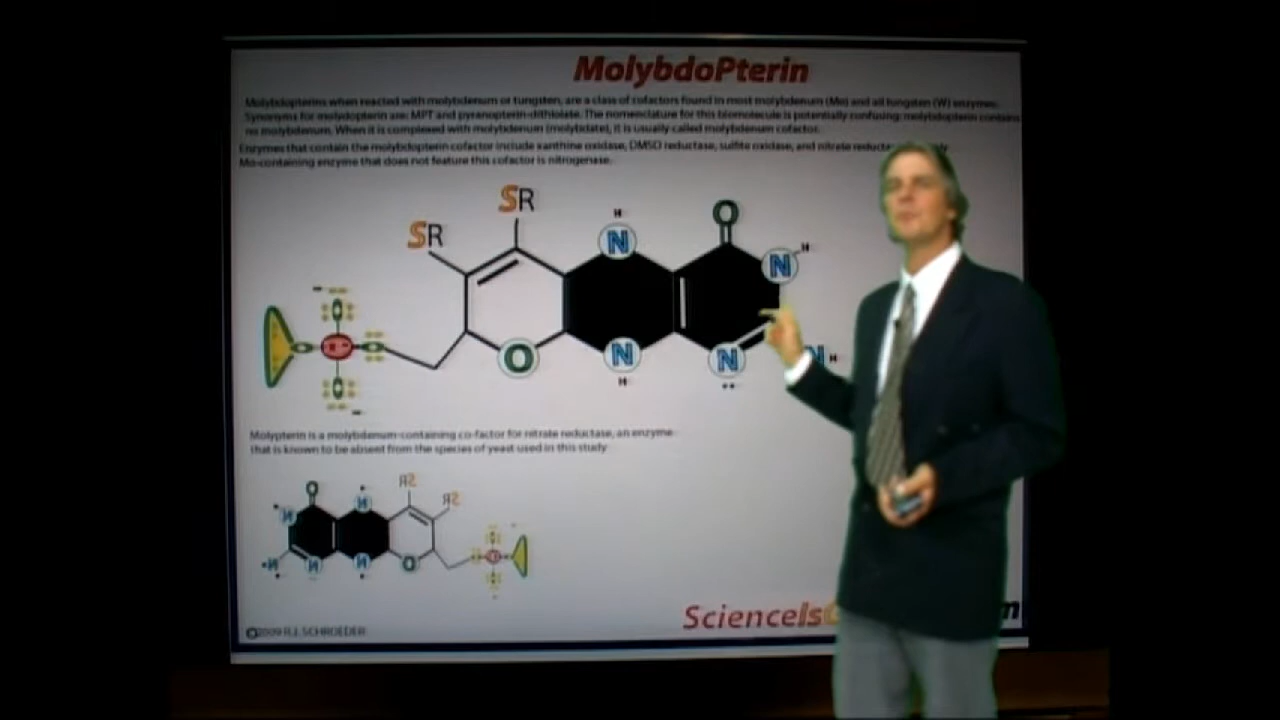 MolybdoPterin
Molybdopterins when reacted with molybdenum or tungsten, are a class of cofactors found in most molybdenum (Mo) and all tungsten (W) enzymes.
Synonyms for molydopterin are: MPT and pyranopterin-dithiolate. The nomenclature for this biomolecule is potentially confusing: molybdopterin contains
no molybdenum. When it is complexed with molybdenum (molybdate), it is usually called molybdenum cofactor.
Enzymes that contain the molybdopterin cofactor include xanthine oxidase, DMSO reductase, sulfite oxidase, and nitrate
Mo-containing enzyme that does not feature this cofactor is nitrogenase.
SR
SR
H
N
O
N H
O
N
H
N
N H
Molypterin is a molybdenum-containing co-factor for nitrate reductase, an enzyme
that is known to be absent from the species of yeast used in this study
O
N
SR
SR
N
N
N
N
O
ScienceIs
©2009 R.J. SCHROEDER